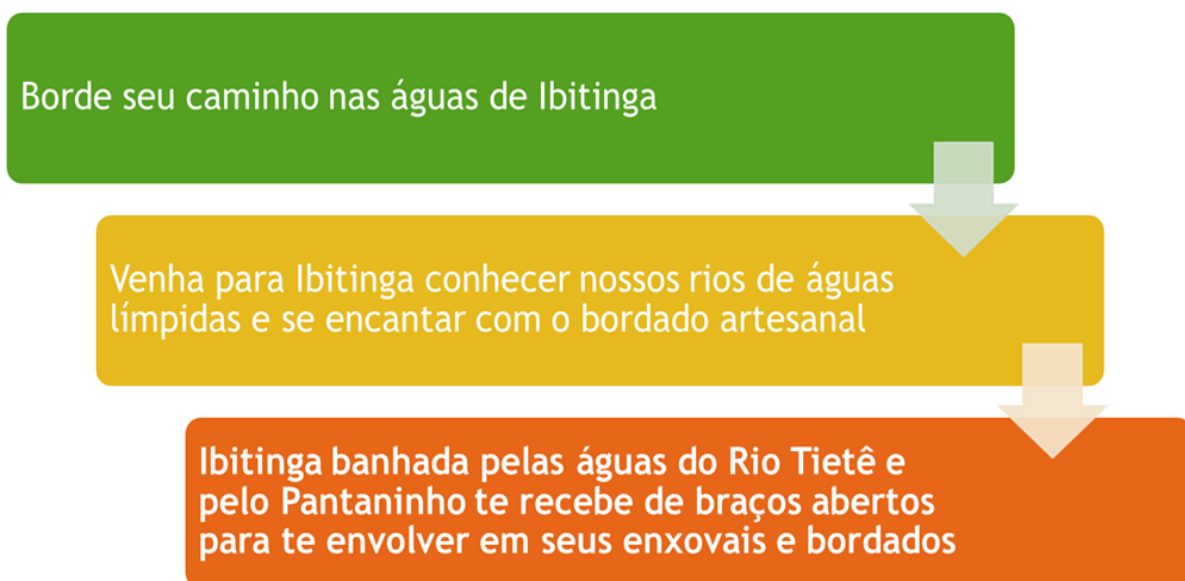 Borde seu caminho nas águas de Ibitinga
Venha para Ibitinga conhecer nossos rios de águas
límpidas e se encantar com o bordado artesanal
Ibitinga banhada pelas águas do Rio Tietê e
pelo Pantaninho te recebe de braços abertos
para te envolver em seus enxovais e bordados